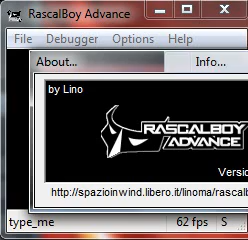 RascalBoy Advance
File Debugger Options Help
About... Info...
by Lino
RASCALBOY
ADVANCE
Versio
http://spazioinwind.libero.it/linoma/rascalb
type_me 62 fps S